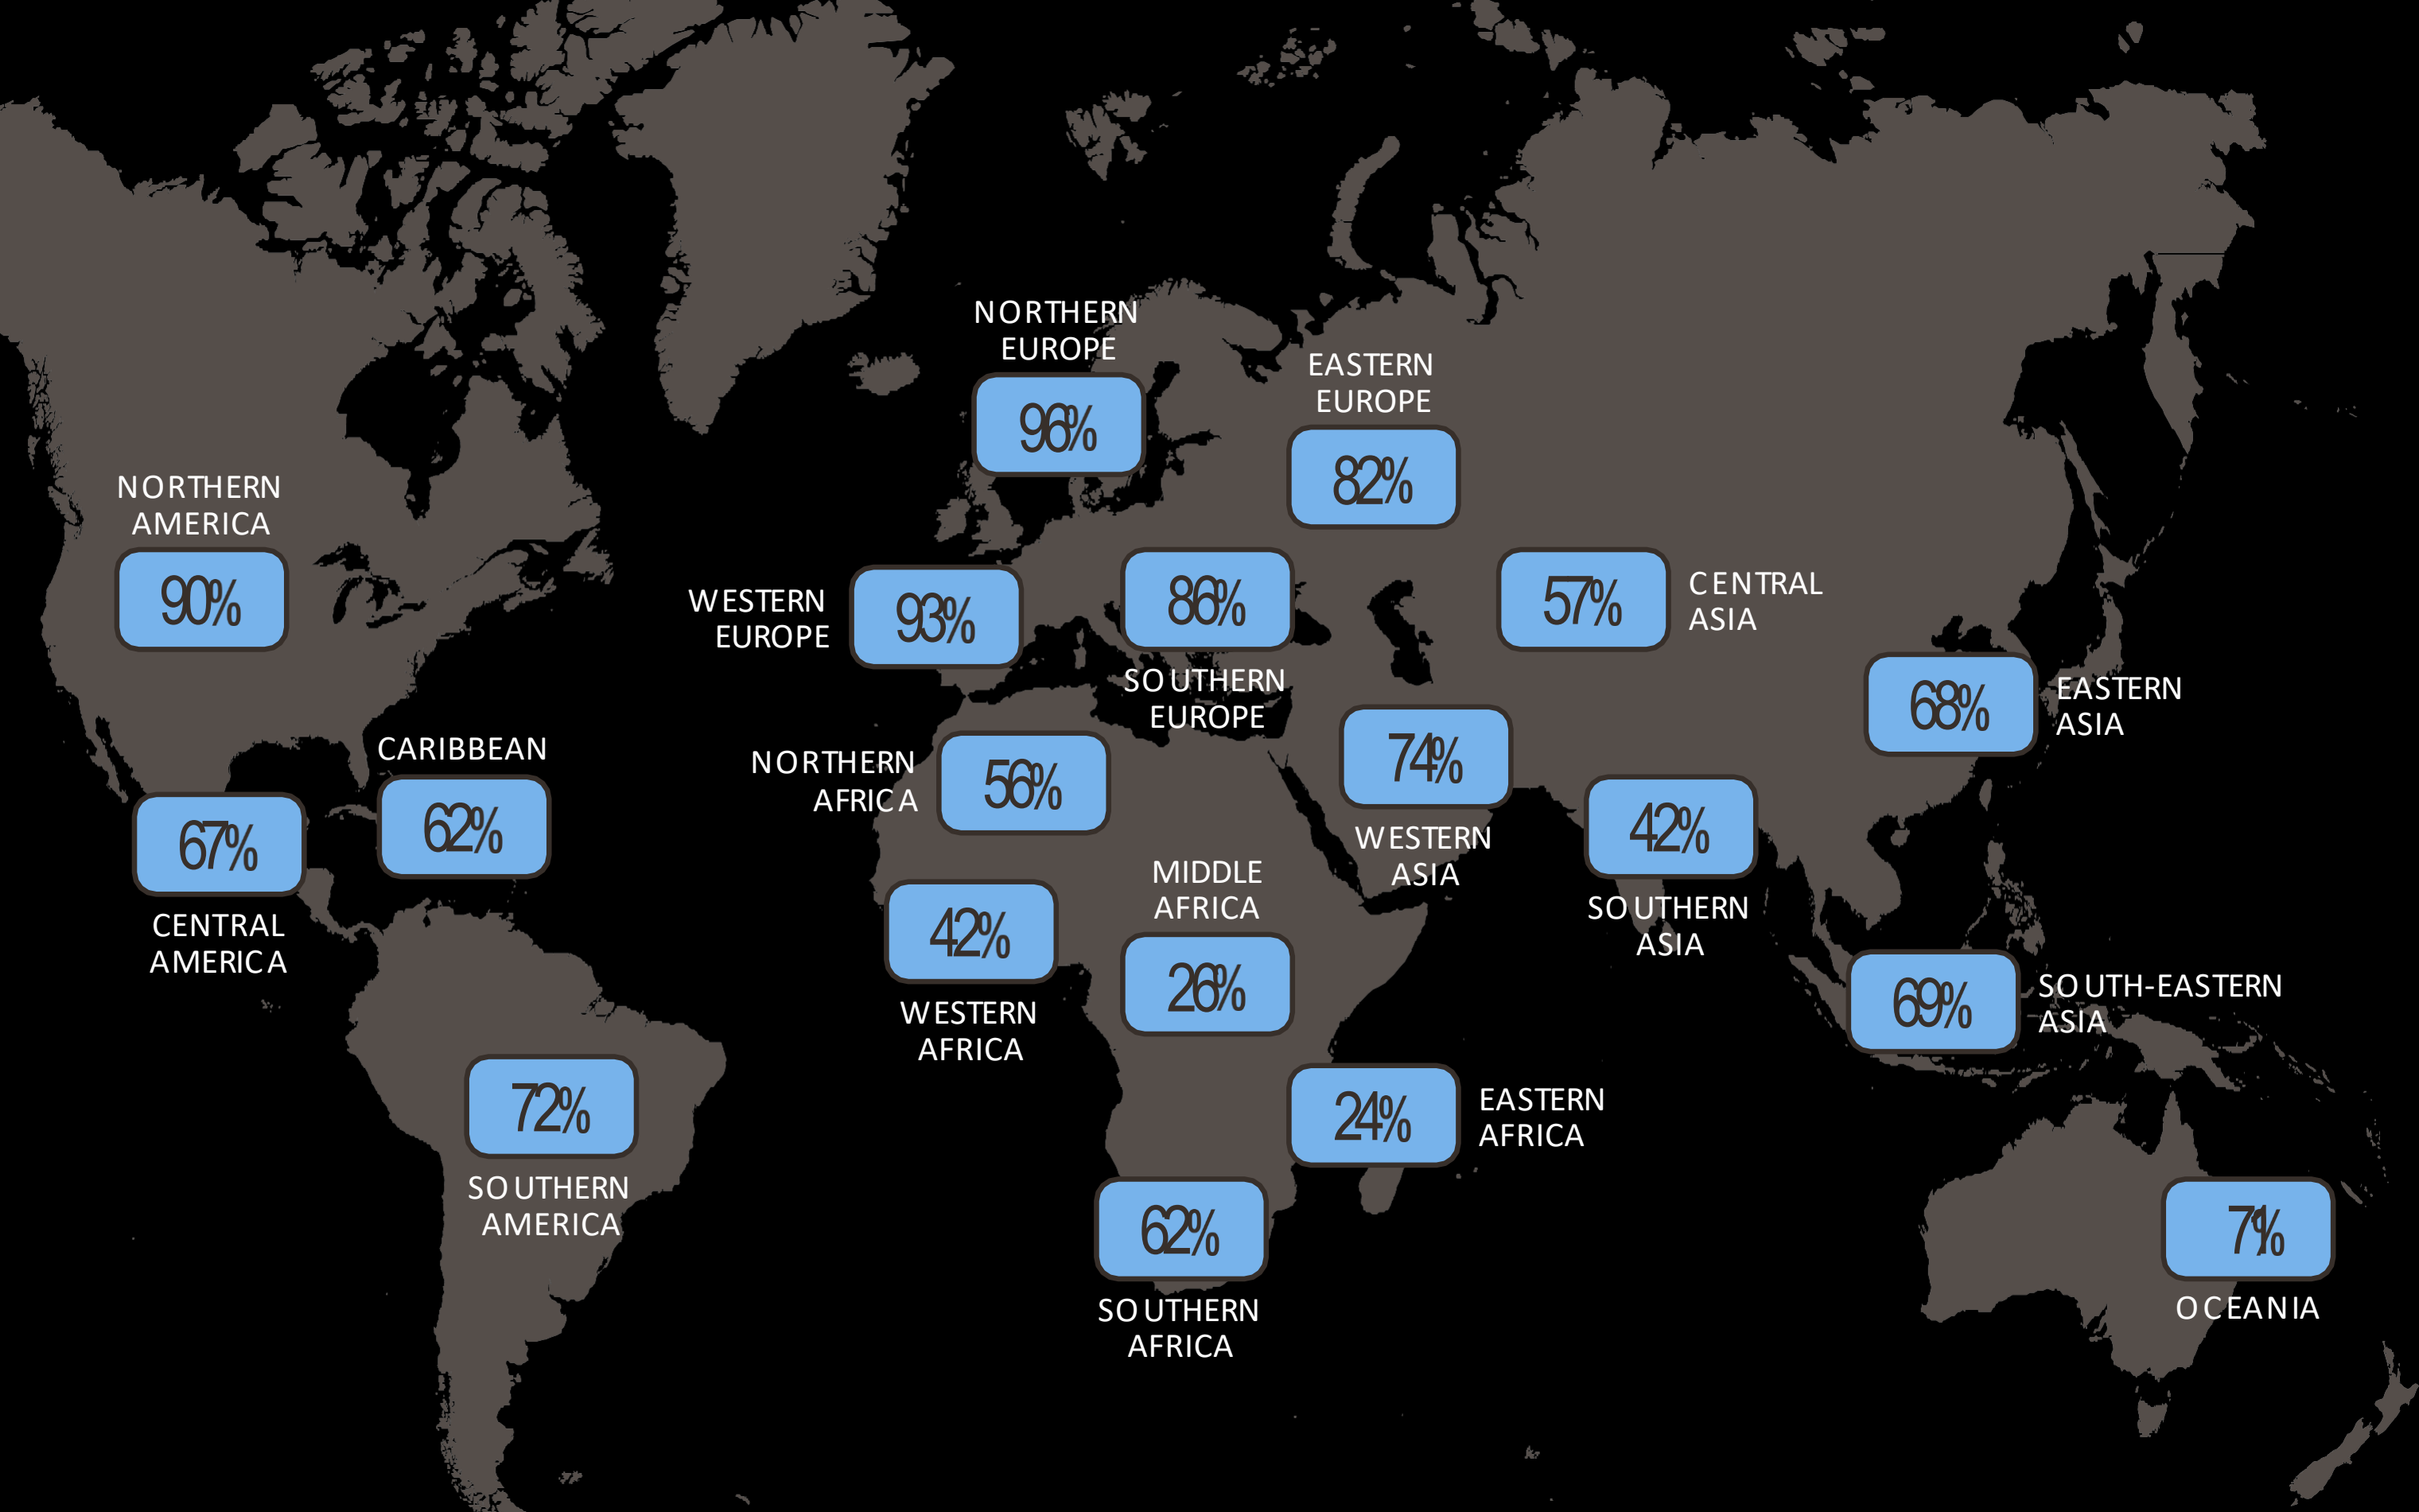 NORTHERN
EUROPE
96%
EASTERN
EUROPE
82%
NORTHERN
AMERICA
90%
WESTERN
EUROPE
93%
86%
SOUTHERN
EUROPE
57%
CENTRAL
ASIA
68%
EASTERN
ASIA
CARIBBEAN
62%
67%
CENTRAL
AMERICA
NORTHERN
AFRICA
56%
74%
WESTERN
ASIA
42%
SOUTHERN
ASIA
42%
WESTERN
AFRICA
MIDDLE
AFRICA
26%
69%
SOUTH-EASTERN
ASIA
72%
SOUTHERN
AMERICA
24%
EASTERN
AFRICA
62%
SOUTHERN
AFRICA
71%
OCEANIA